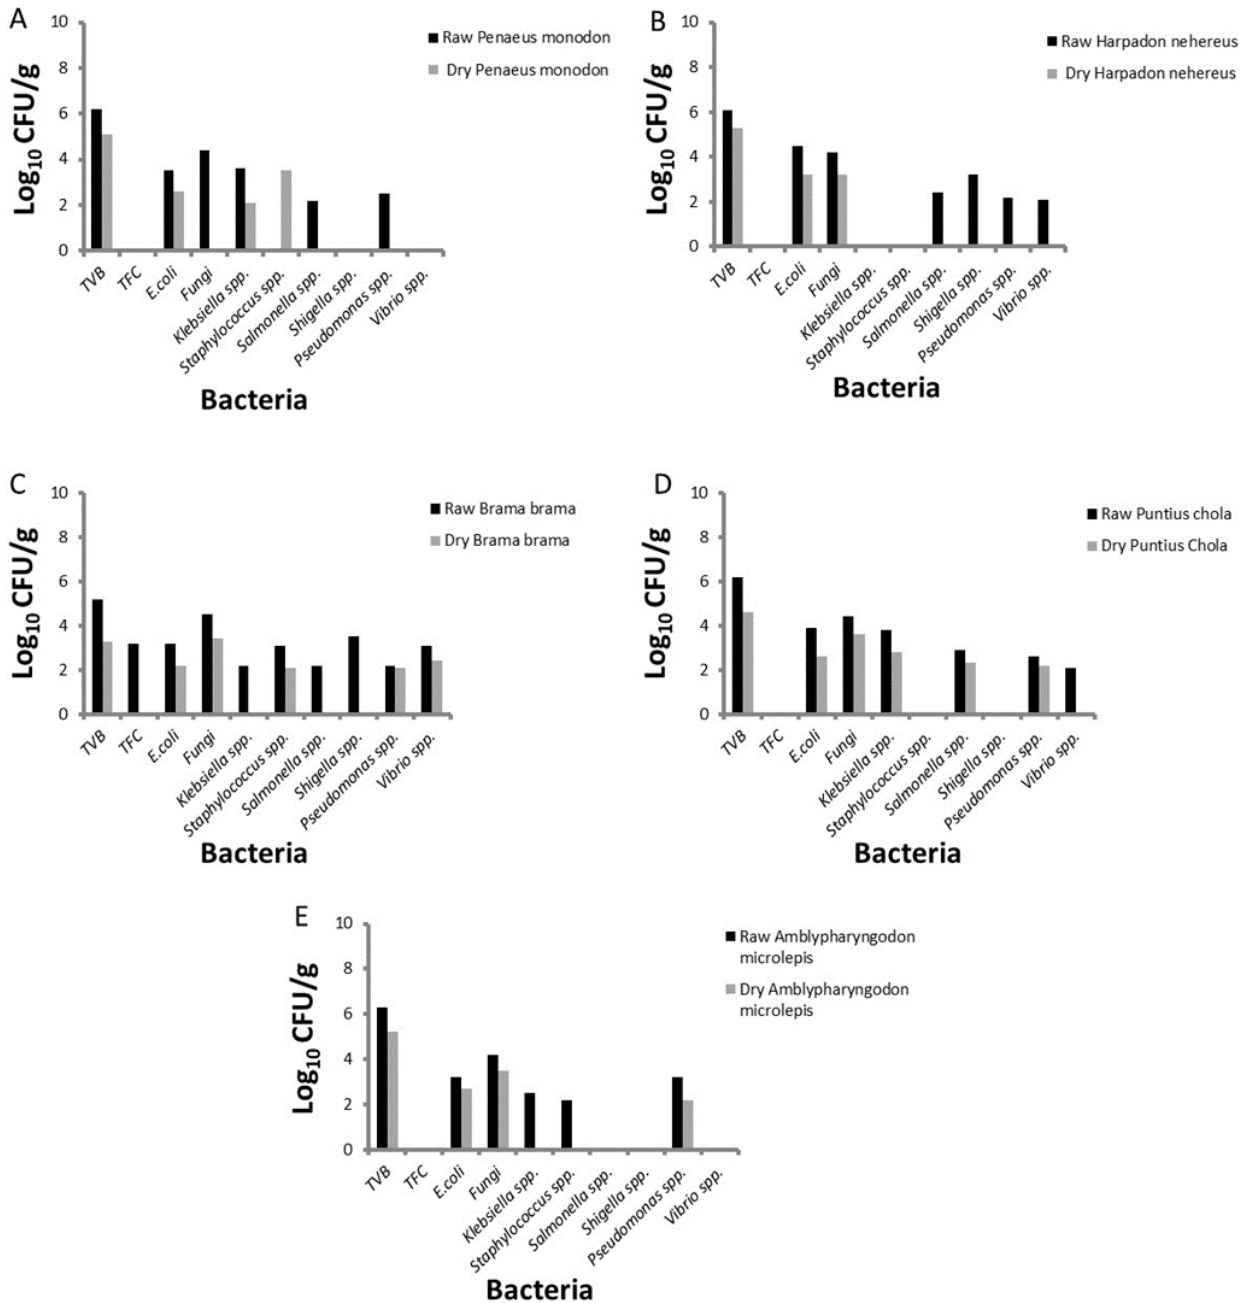 A
10
8
6
4
2
0
Log10 CFU/g
Raw Penaeus monodon
Dry Penaeus monodon
TVB
TFC
E.coli
Fungi
Klebsiella spp.
Staphylococcus spp.
Salmonella spp.
Shigella spp.
Pseudomonas spp.
Vibrio spp.
Bacteria
B
10
8
6
4
2
0
Log10 CFU/g
Raw Harpadon nehereus
Dry Harpadon nehereus
TVB
TFC
E.coli
Fungi
Klebsiella spp.
Staphylococcus spp.
Salmonella spp.
Shigella spp.
Pseudomonas spp.
Vibrio spp.
Bacteria
C
10
8
6
4
2
0
Log10 CFU/g
Raw Brama brama
Dry Brama brama
TVB
TFC
E.coli
Fungi
Klebsiella spp.
Staphylococcus spp.
Salmonella spp.
Shigella spp.
Pseudomonas spp.
Vibrio spp.
Bacteria
D
10
8
6
4
2
0
Log10 CFU/g
Raw Puntius chola
Dry Puntius Chola
TVB
TFC
E.coli
Fungi
Klebsiella spp.
Staphylococcus spp.
Salmonella spp.
Shigella spp.
Pseudomonas spp.
Vibrio spp.
Bacteria
E
10
8
6
4
2
0
Log10 CFU/g
Raw Amblypharyngodon
microlepis
Dry Amblypharyngodon
microlepis
TVB
TFC
E.coli
Fungi
Klebsiella spp.
Staphylococcus spp.
Salmonella spp.
Shigella spp.
Pseudomonas spp.
Vibrio spp.
Bacteria